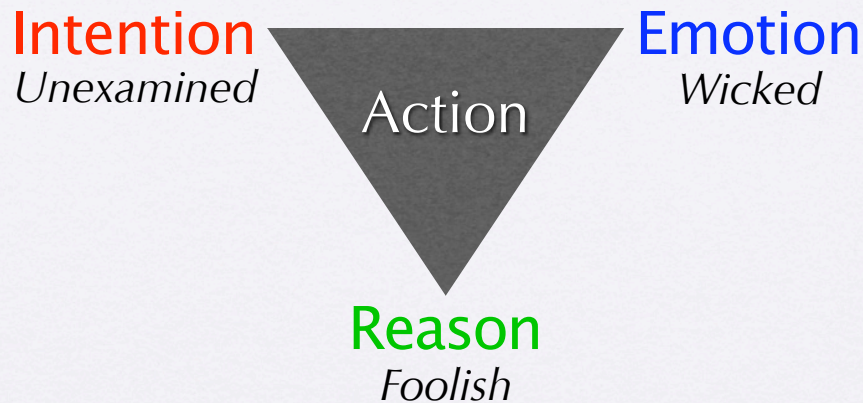 Intention
Unexamined
Emotion
Wicked
Action
Reason
Foolish